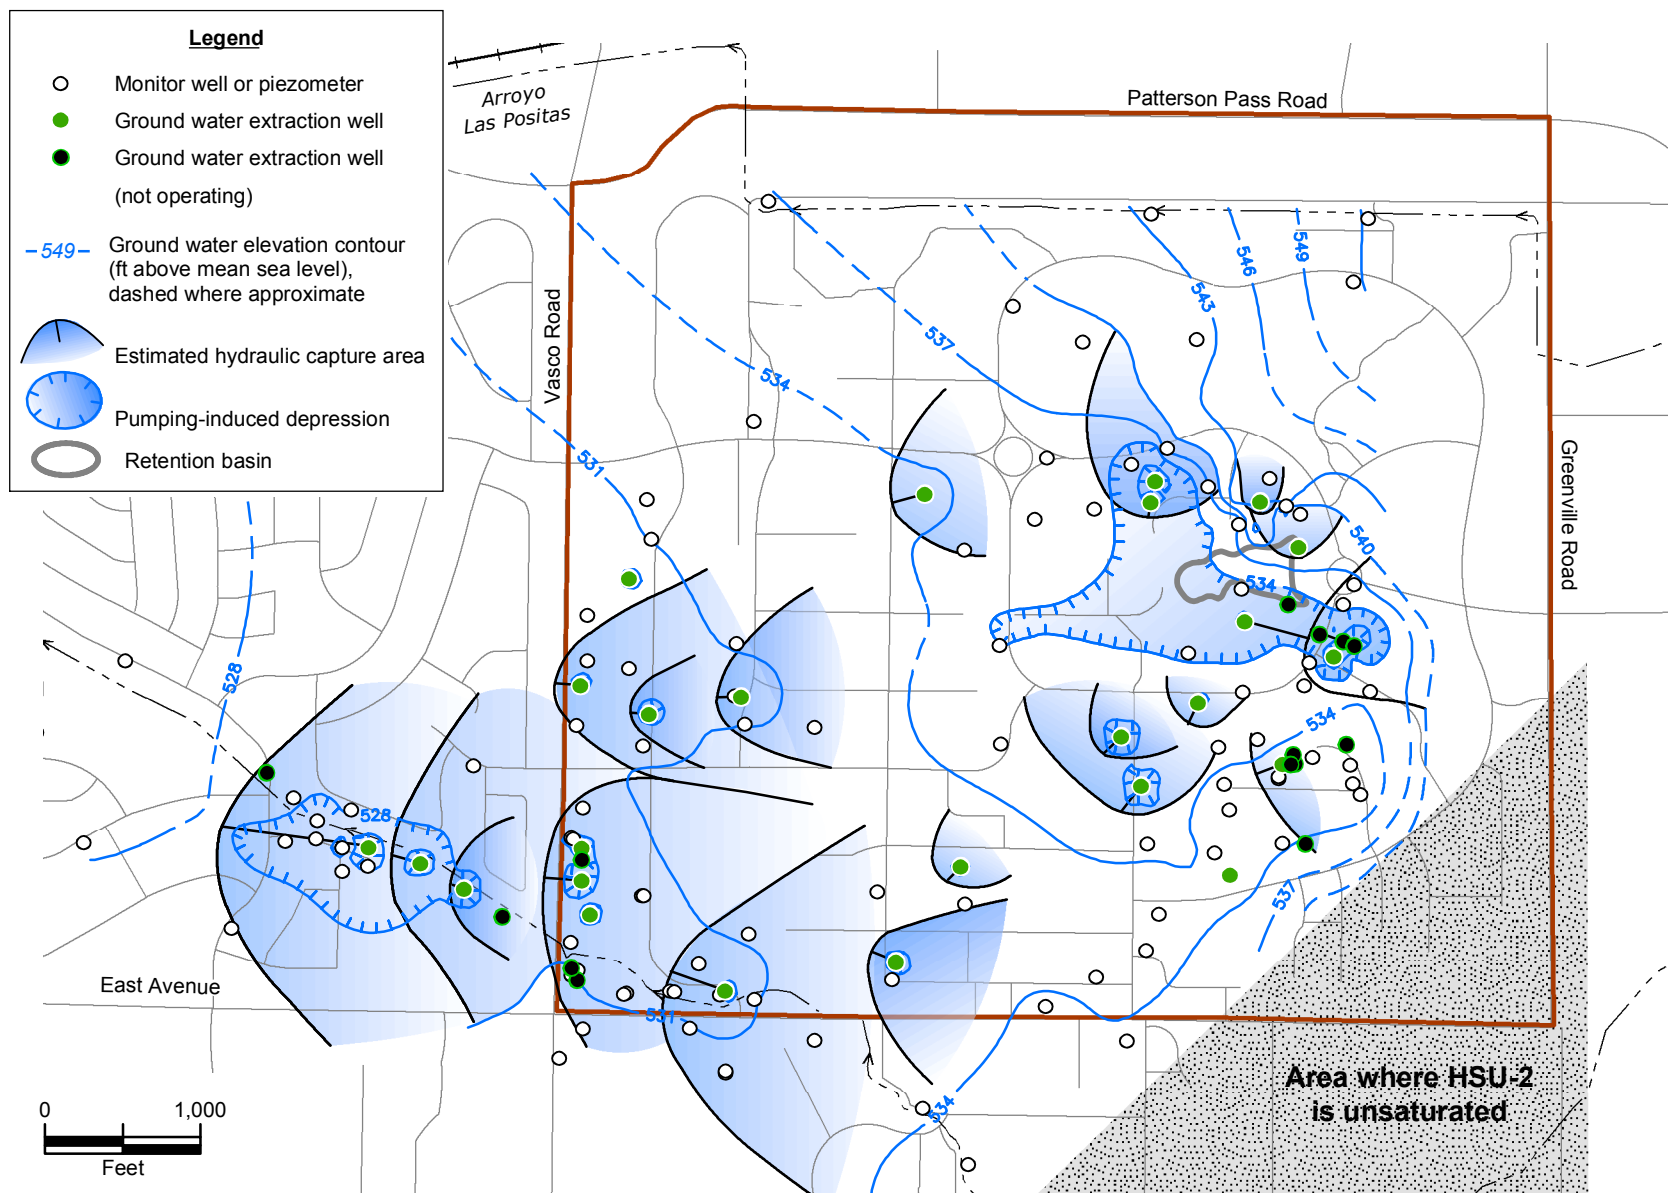 Legend
Monitor well or piezometer
Ground water extraction well
Ground water extraction well
(not operating)
549
Ground water elevation contour
(ft above mean sea level),
dashed where approximate
Estimated hydraulic capture area
Pumping-induced depression
Retention basin
Arroyo
Las Positas
Patterson Pass Road
Vasco Road
Greenville Road
East Avenue
546
549
543
537
534
531
540
534
528
534
528
537
531
534
Area where HSU-2
is unsaturated
0 1,000
Feet